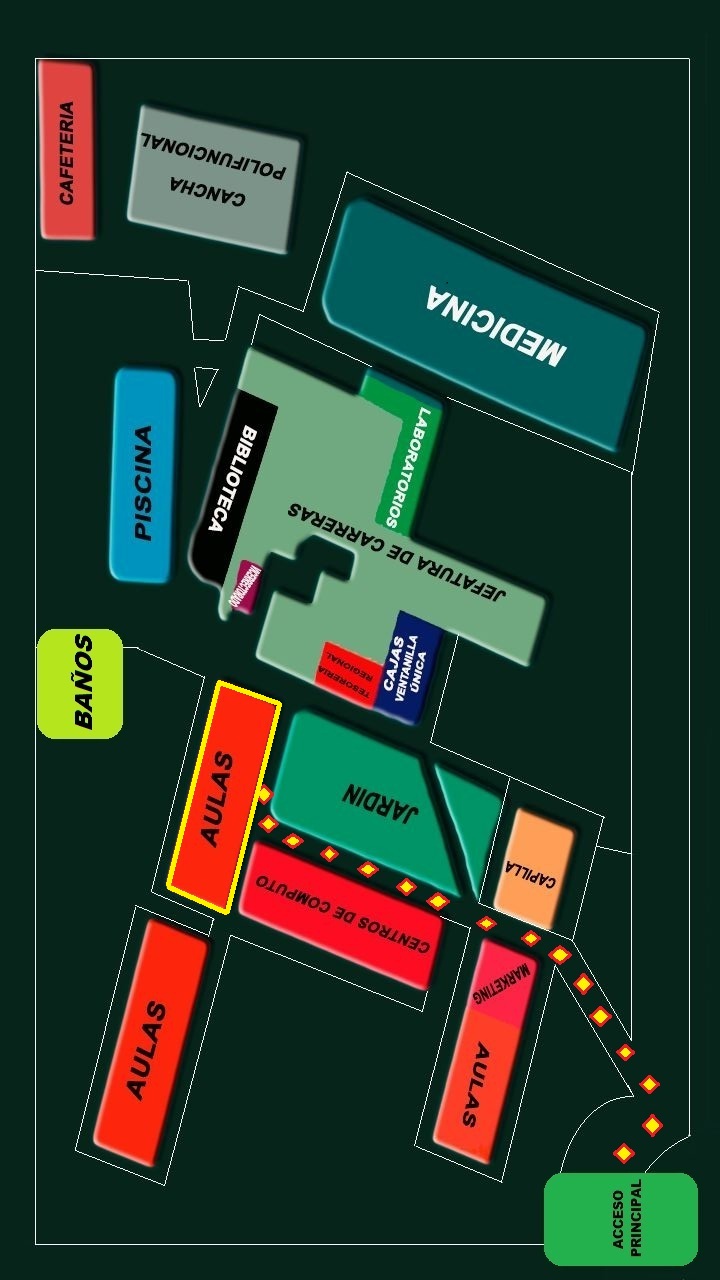 CAFETERIA
CANCHA
POLIFUNCIONAL
MEDICINA
PISCINA
BIBLIOTECA
LABORATORIOS
JEFATURA DE CARRERAS
VICERRECTORADO
TESORERIA
REGIONAL
CAJAS
VENTANILLA
ÚNICA
BAÑOS
AULAS
JARDIN
CAPILLA
CENTROS DE COMPUTO
MARKETING
AULAS
AULAS
ACCESO
PRINCIPAL